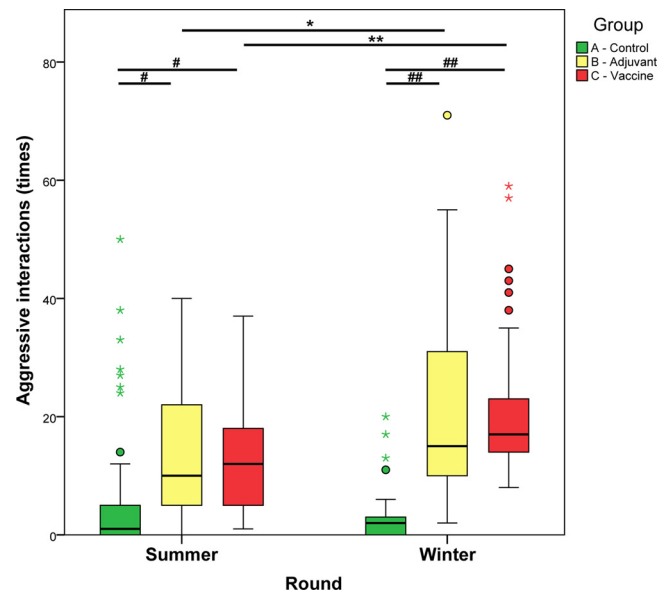 Group
A - Control
B - Adjuvant
C - Vaccine
*
**
# ##
# ##
80
60
40
20
0
Aggressive interactions (times)
Summer Winter
Round